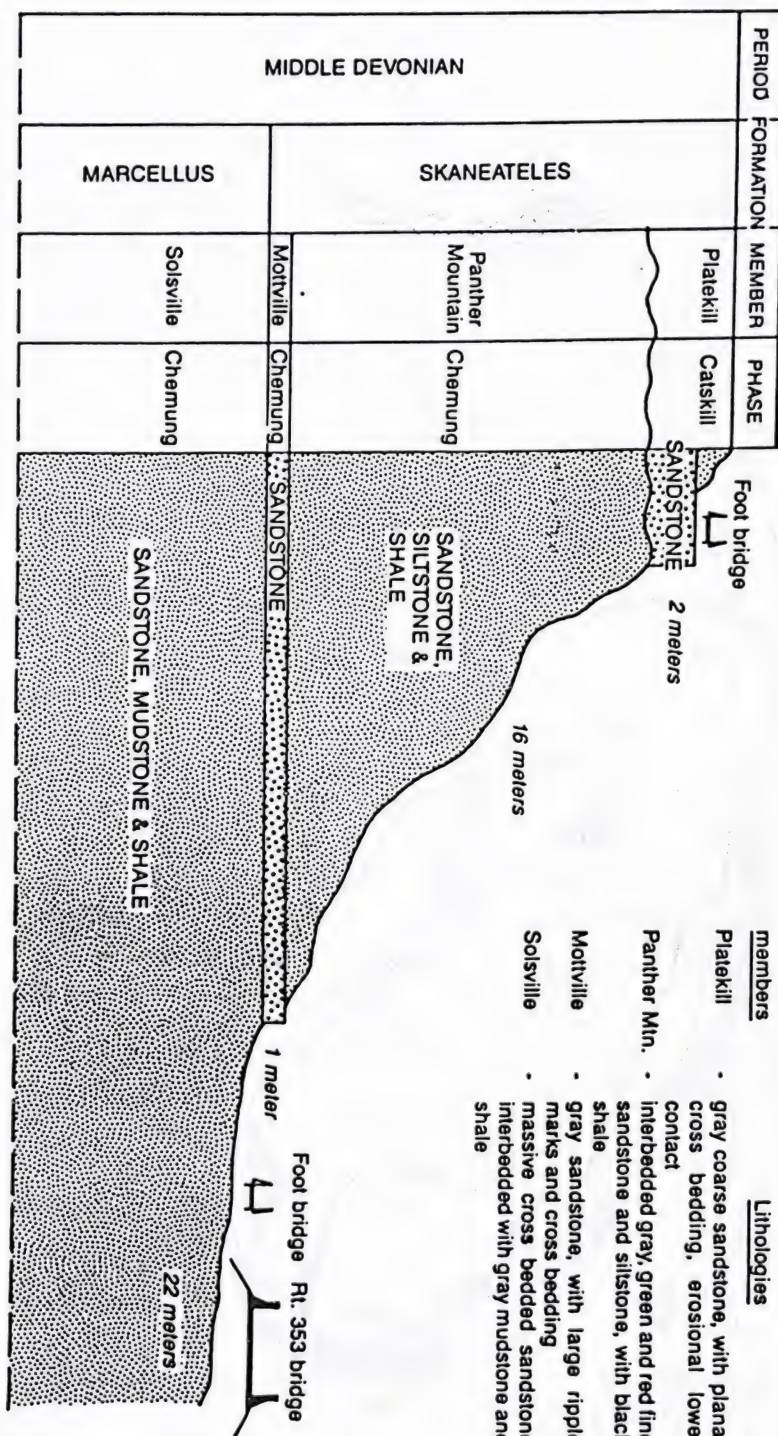 PERIOD
FORMATION
MEMBER
PHASE
MIDDLE DEVONIAN
SKANEATELES
MARCELLUS
Platekill
Panther
Mountain
Mottville
Solsville
Catskill
Chemung
Chemung
Chemung
Foot bridge
SANDSTONE
2 meters
SANDSTONE,
SILTSTONE &
SHALE
16 meters
SANDSTONE
1 meter
SANDSTONE, MUDSTONE & SHALE
Foot bridge
Rt. 353 bridge
22 meters
members
Lithologies
Platekill - gray coarse sandstone, with plana
cross bedding, erosional lowe
contact
Panther Mtn. - interbedded gray, green and red fine
sandstone and siltstone, with blac
shale
Mottville - gray sandstone, with large ripple
marks and cross bedding
Solsville - massive cross bedded sandstone
interbedded with gray mudstone and
shale